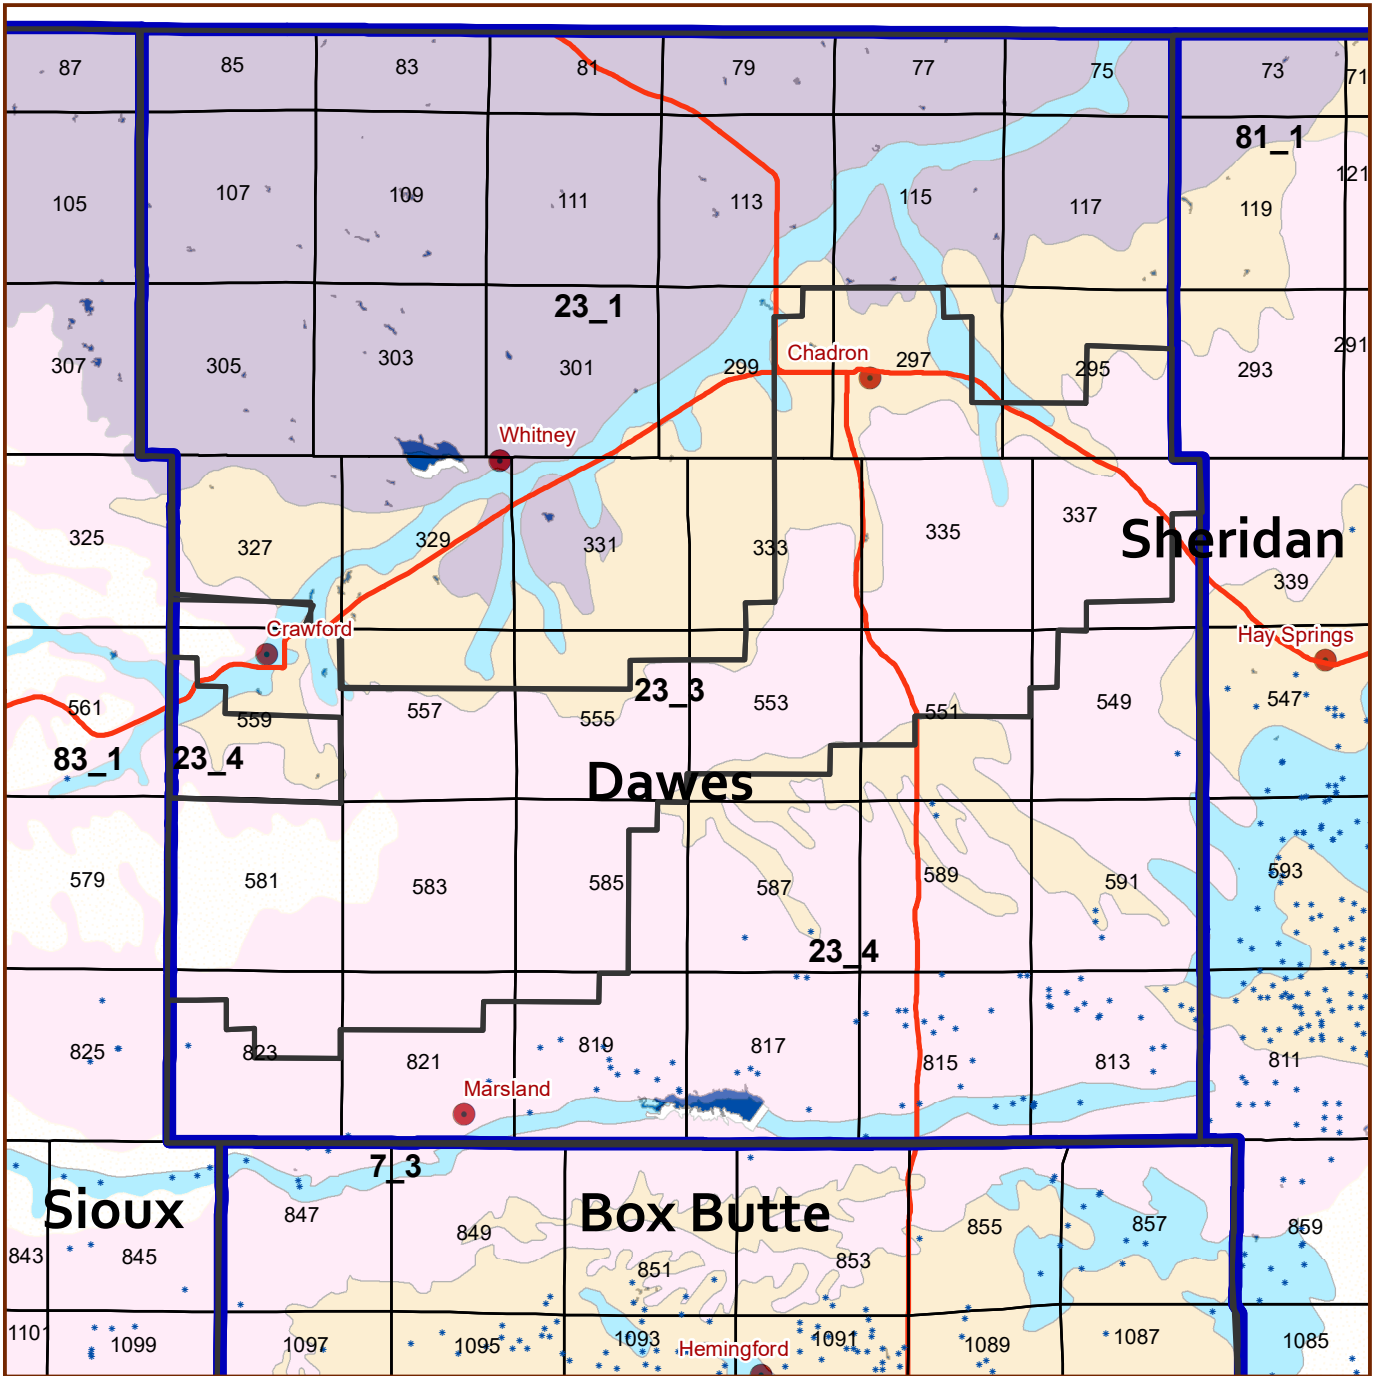 87 85 83 81 79 77 75 73 71
81_1
105 107 109 111 113 115 117 119 121
23_1
307 305 303 301 299 Chadron 297 295 293 291
Whitney
325 327 329 331 333 335 337 Sheridan
339
Crawford Hay Springs
561 559 557 555 23_3 553 551 549 547
83_1 23_4 Dawes
579 581 583 585 587 589 591 593
23_4
825 823 821 819 817 815 813 811
Marsland
7_3
Sioux 847 849 Box Butte 855 857 859
843 845 851 853
1101 1099 1097 1095 1093 1091 1089 1087 1085
Hemingford